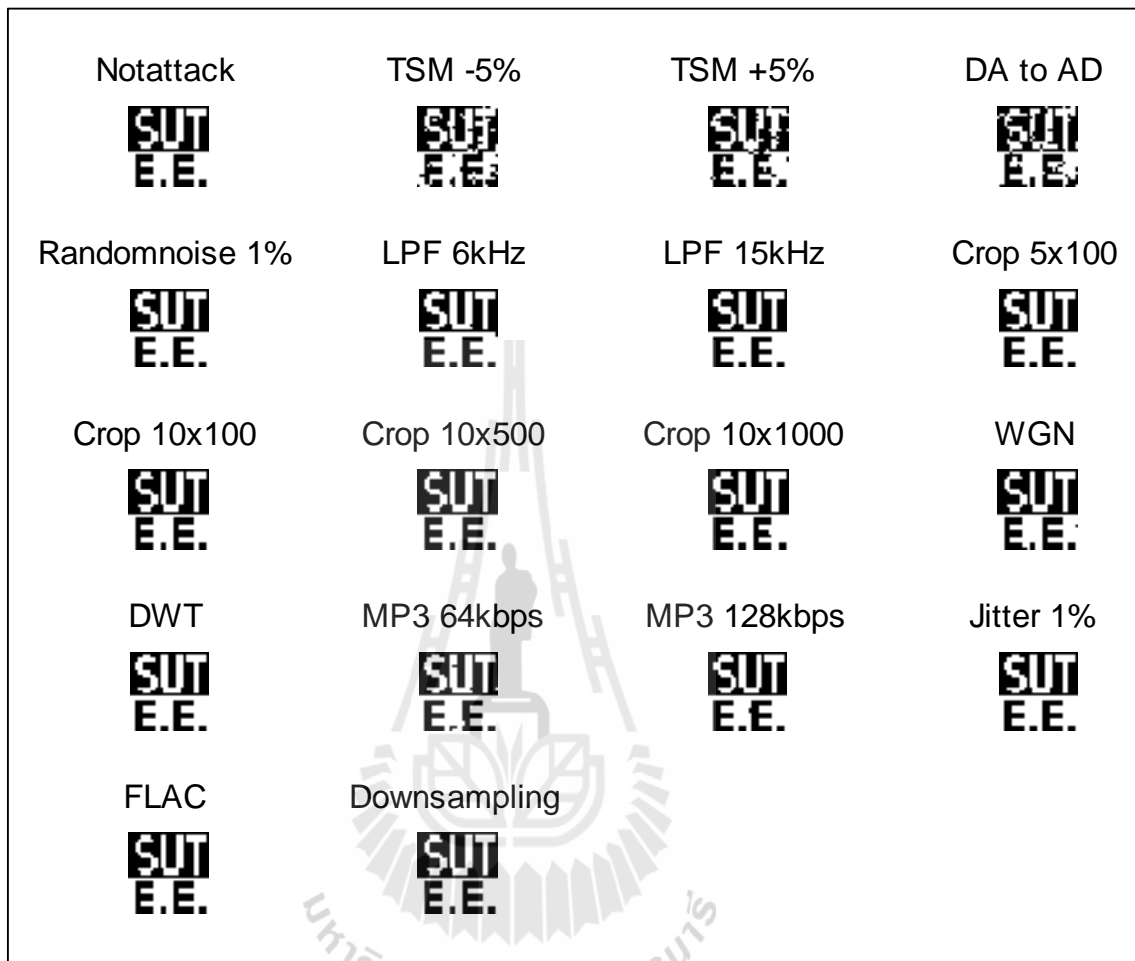 Notattack TSM -5% TSM +5% DA to AD
SUT SUT SUT SUT
E.E. E.E. E.E. E.E.
Randomnoise 1% LPF 6kHz LPF 15kHz Crop 5x100
SUT SUT SUT SUT
E.E. E.E. E.E. E.E.
Crop 10x100 Crop 10x500 Crop 10x1000 WGN
SUT SUT SUT SUT
E.E. E.E. E.E. E.E.
DWT MP3 64kbps MP3 128kbps Jitter 1%
SUT SUT SUT SUT
E.E. E.E. E.E. E.E.
FLAC Downsampling
SUT SUT
E.E. E.E.